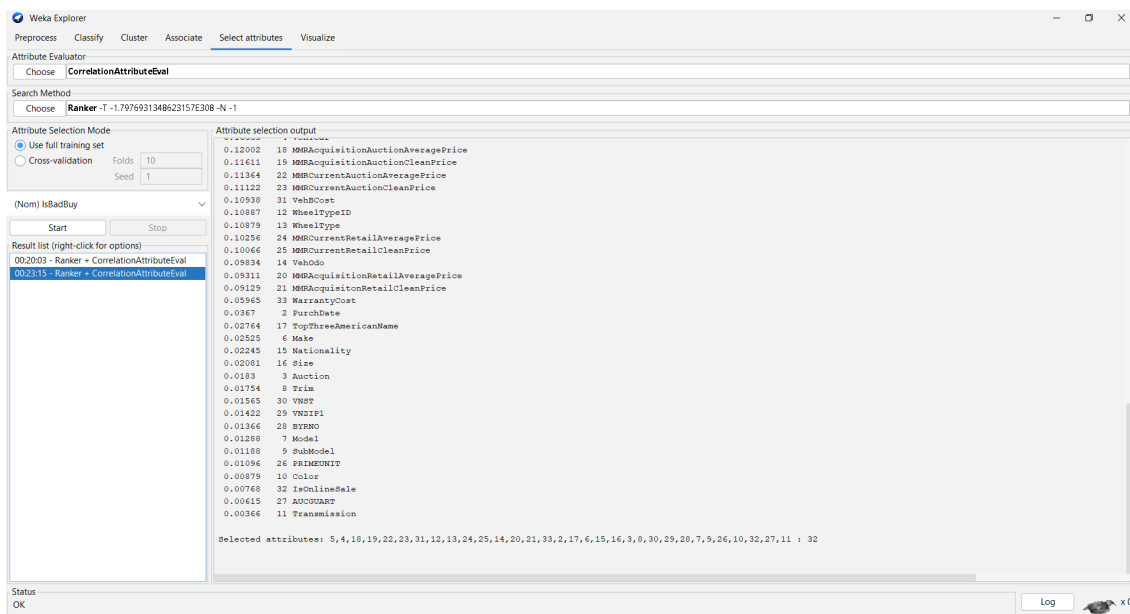 Weka Explorer
Preprocess Classify Cluster Associate Select attributes Visualize
Attribute Evaluator
Choose CorrelationAttributeEval
Search Method
Choose Ranker -T -1.7976931348623157E308 -N -1
Attribute Selection Mode
Use full training set
Cross-validation Folds 10
Seed 1
(Nom) IsBadBuy
Start Stop
Result list (right-click for options)
00:20:03 - Ranker + CorrelationAttributeEval
00:23:15 - Ranker + CorrelationAttributeEval
Attribute selection output
0.12002 18 MMRAcquisitionAuctionAveragePrice
0.11611 19 MMRAcquisitionAuctionCleanPrice
0.11364 22 MMRCurrentAuctionAveragePrice
0.11122 23 MMRCurrentAuctionCleanPrice
0.10938 31 VehBCost
0.10887 12 WheelTypeID
0.10879 13 WheelType
0.10256 24 MMRCurrentRetailAveragePrice
0.10066 25 MMRCurrentRetailCleanPrice
0.09834 14 VehOdo
0.09311 20 MMRAcquisitionRetailAveragePrice
0.09129 21 MMRAcquisitonRetailCleanPrice
0.05965 33 WarrantyCost
0.0367 2 PurchDate
0.02764 17 TopThreeAmericanName
0.02525 6 Make
0.02245 15 Nationality
0.02081 16 Size
0.0183 3 Auction
0.01754 8 Trim
0.01565 30 VNST
0.01422 29 VNZIP1
0.01366 28 BYRNO
0.01288 7 Model
0.01188 9 SubModel
0.01096 26 PRIMEUNIT
0.00879 10 Color
0.00768 32 IsOnlineSale
0.00615 27 AUCGUART
0.00366 11 Transmission
Selected attributes: 5,4,18,19,22,23,31,12,13,24,25,14,20,21,33,2,17,6,15,16,3,8,30,29,28,7,9,26,10,32,27,11 : 32
Status
OK
Log
x 0